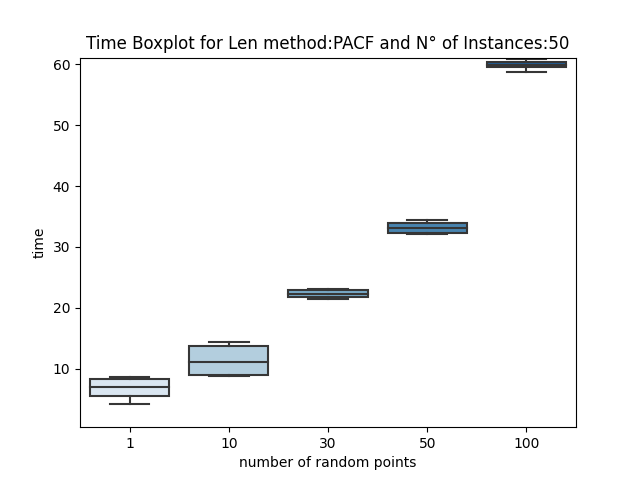 Time Boxplot for Len method:PACF and N° of Instances:50
60
50
40
30
20
10
time
1 10 30 50 100
number of random points